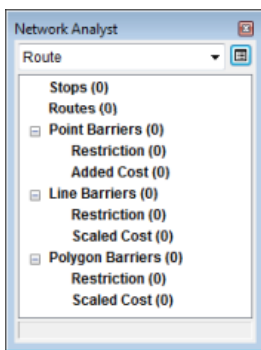 Network Analyst
Route
Stops (0)
Routes (0)
Point Barriers (0)
Restriction (0)
Added Cost (0)
Line Barriers (0)
Restriction (0)
Scaled Cost (0)
Polygon Barriers (0)
Restriction (0)
Scaled Cost (0)